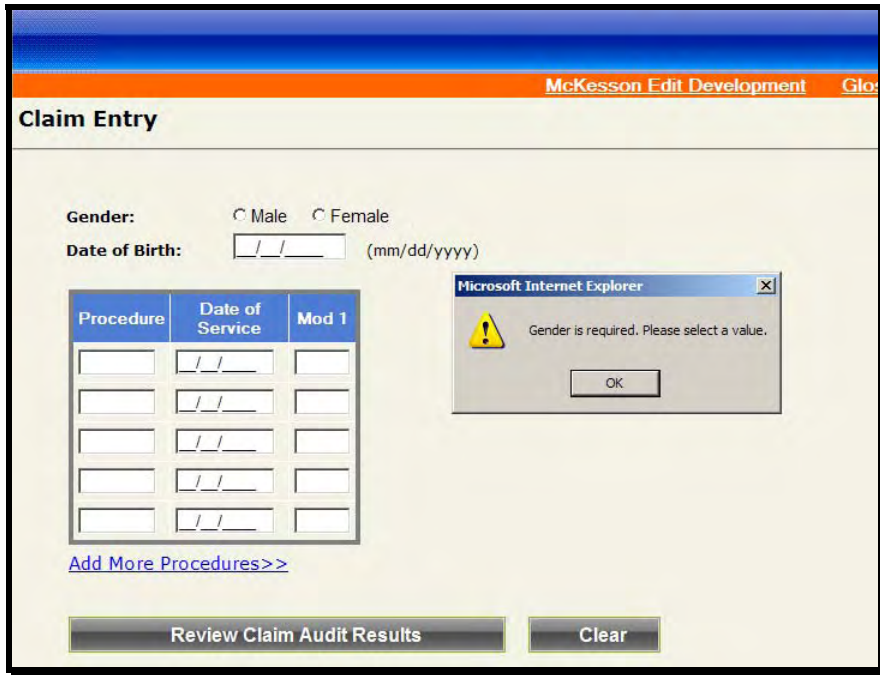 McKesson Edit Development
Claim Entry
Gender: Male Female
Date of Birth: __/__/____ (mm/dd/yyyy)
Microsoft Internet Explorer
Gender is required. Please select a value.
OK
Procedure Date of Service Mod 1
__/__/____
__/__/____
__/__/____
__/__/____
__/__/____
Add More Procedures>>
Review Claim Audit Results Clear